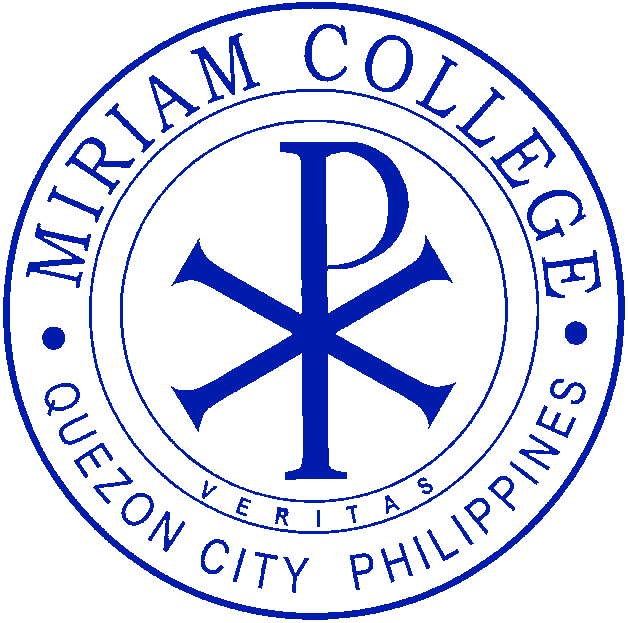 MIRIAM COLLEGE
VERITAS
• QUEZON CITY PHILIPPINES •